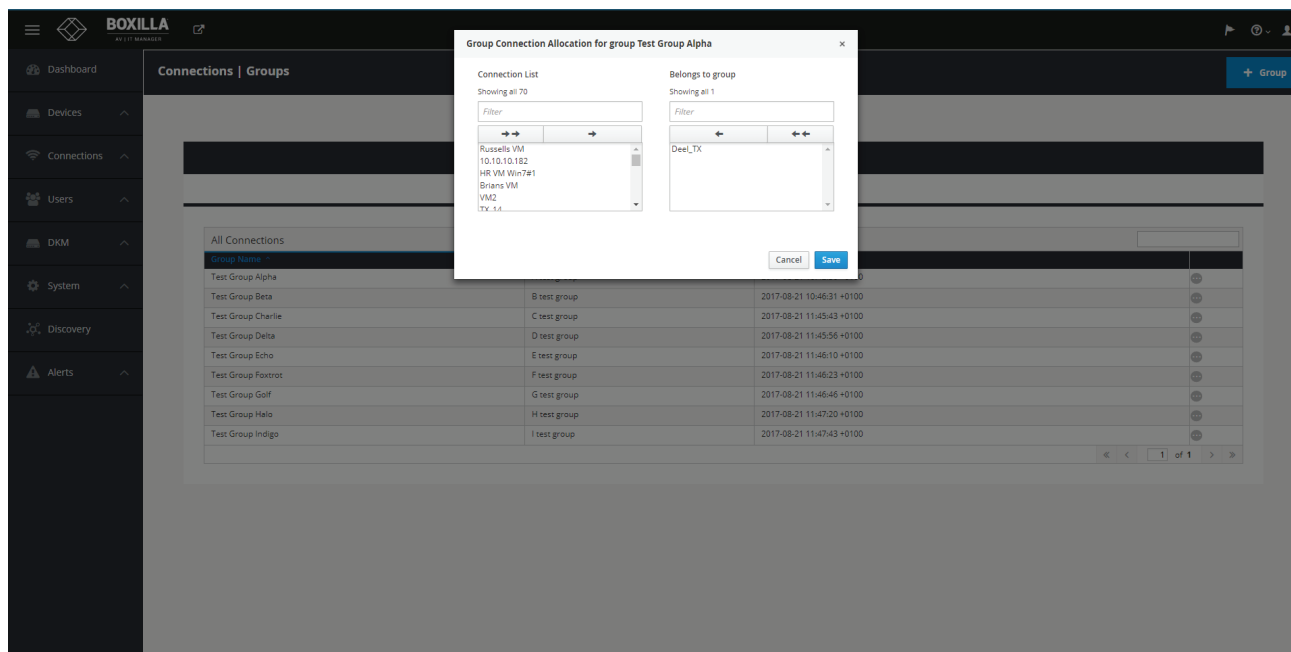 BOXILLA
AV | IT MANAGER
Dashboard
Devices
Connections
Users
DKM
System
Discovery
Alerts
Connections | Groups
+ Group
Group Connection Allocation for group Test Group Alpha ×
Connection List
Showing all 70
Filter
Russells VM
10.10.10.182
HR VM Win7#1
Brians VM
VM2
TX_14
Belongs to group
Showing all 1
Filter
Deel_TX
Cancel Save
All Connections
Group Name
Test Group Alpha
Test Group Beta B test group 2017-08-21 10:46:31 +0100
Test Group Charlie C test group 2017-08-21 11:45:43 +0100
Test Group Delta D test group 2017-08-21 11:45:56 +0100
Test Group Echo E test group 2017-08-21 11:46:10 +0100
Test Group Foxtrot F test group 2017-08-21 11:46:23 +0100
Test Group Golf G test group 2017-08-21 11:46:46 +0100
Test Group Halo H test group 2017-08-21 11:47:20 +0100
Test Group Indigo I test group 2017-08-21 11:47:43 +0100
« < 1 of 1 > »